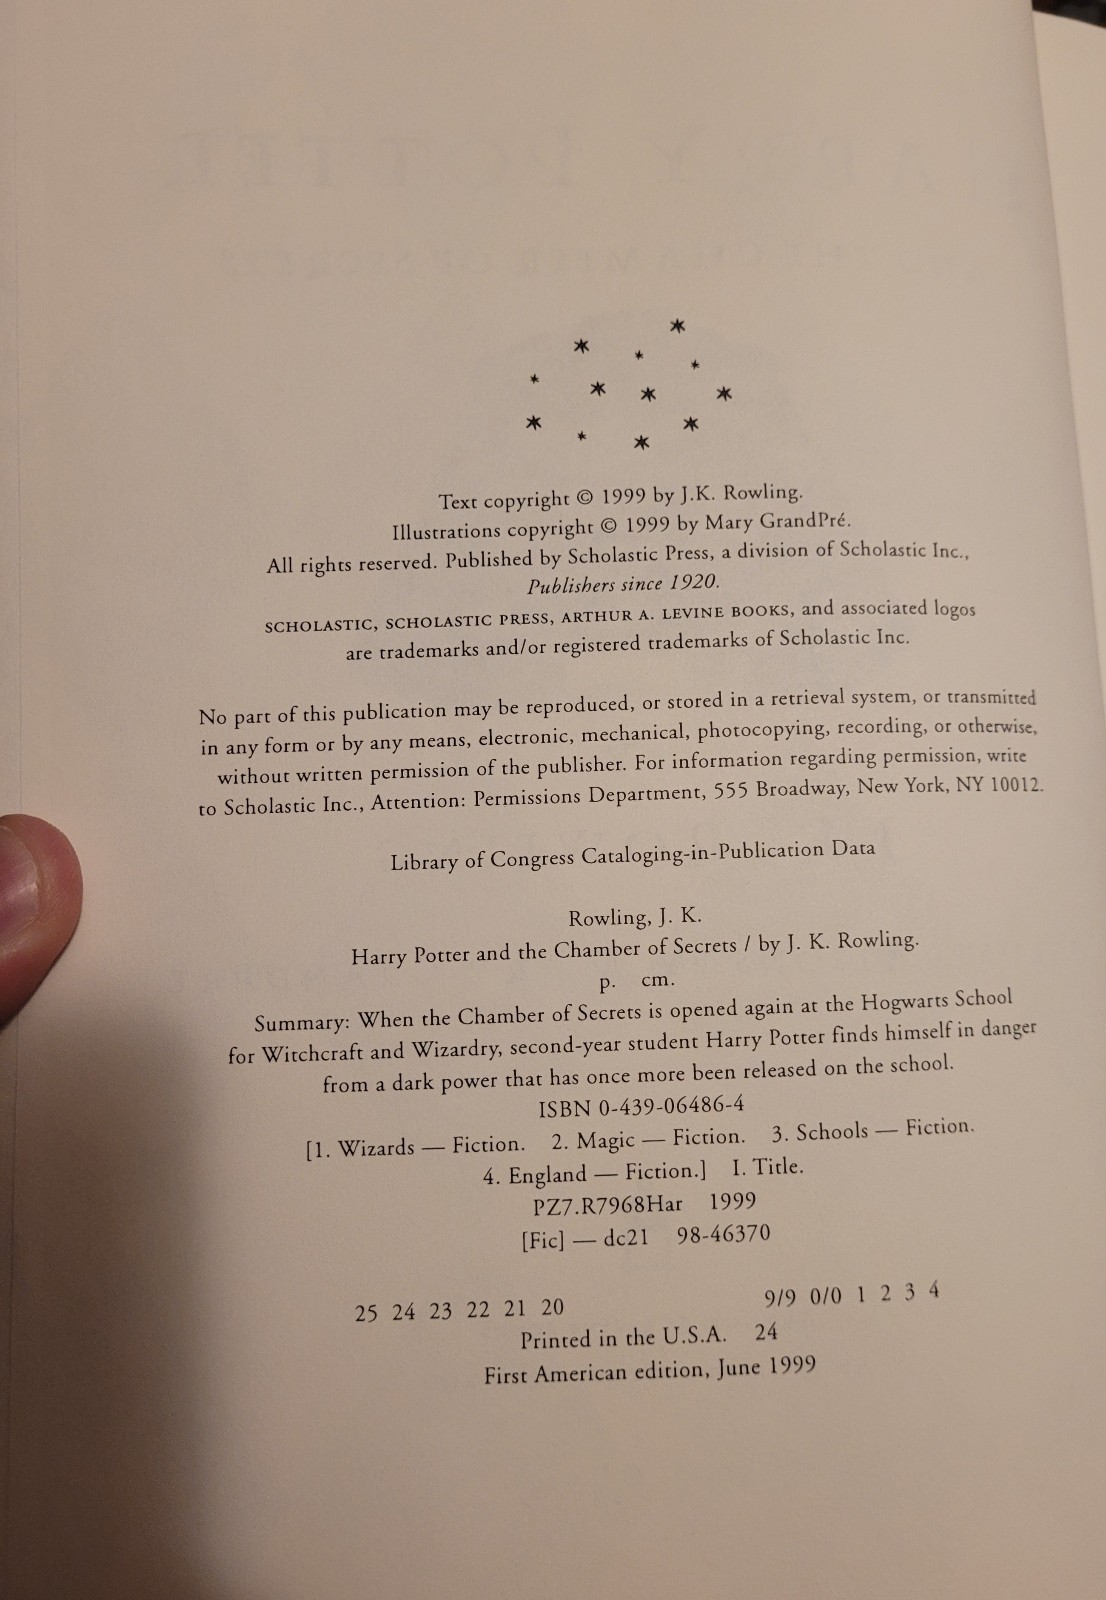 Text copyright © 1999 by J.K. Rowling.
Illustrations copyright © 1999 by Mary GrandPré.
All rights reserved. Published by Scholastic Press, a division of Scholastic Inc.,
Publishers since 1920.
SCHOLASTIC, SCHOLASTIC PRESS, ARTHUR A. LEVINE BOOKS, and associated logos
are trademarks and/or registered trademarks of Scholastic Inc.
No part of this publication may be reproduced, or stored in a retrieval system, or transmitted
in any form or by any means, electronic, mechanical, photocopying, recording, or otherwise,
without written permission of the publisher. For information regarding permission, write
to Scholastic Inc., Attention: Permissions Department, 555 Broadway, New York, NY 10012.
Library of Congress Cataloging-in-Publication Data
Rowling, J. K.
Harry Potter and the Chamber of Secrets / by J. K. Rowling.
p. cm.
Summary: When the Chamber of Secrets is opened again at the Hogwarts School
for Witchcraft and Wizardry, second-year student Harry Potter finds himself in danger
from a dark power that has once more been released on the school.
ISBN 0-439-06486-4
[1. Wizards — Fiction. 2. Magic — Fiction. 3. Schools — Fiction.
4. England — Fiction.] I. Title.
PZ7.R7968Har 1999
[Fic] — dc21 98-46370
25 24 23 22 21 20 9/9 0/0 1 2 3 4
Printed in the U.S.A. 24
First American edition, June 1999